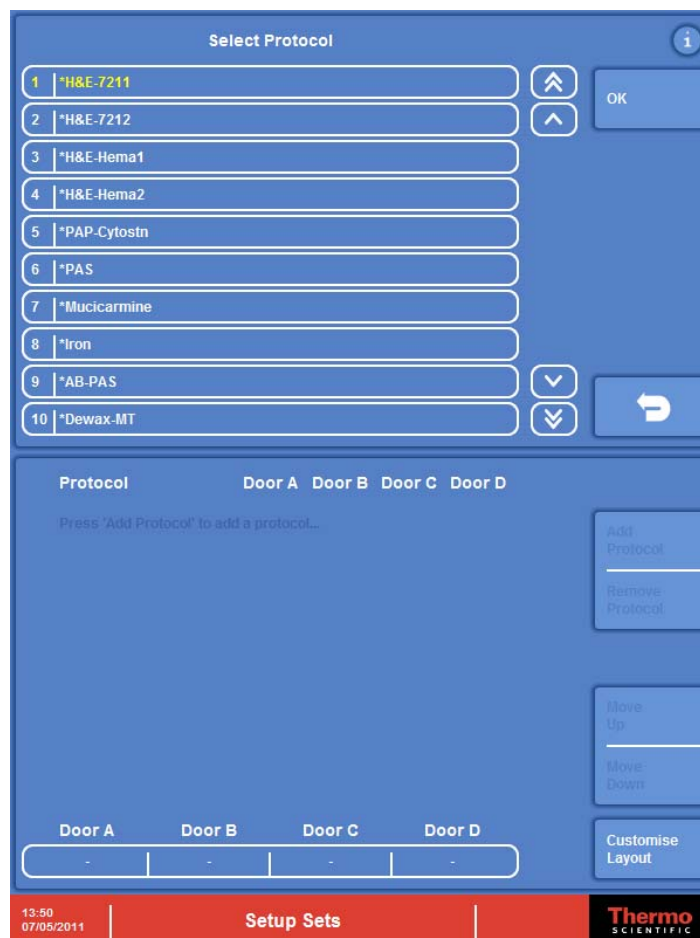 Select Protocol
i
1 *H&E-7211
OK
2 *H&E-7212
3 *H&E-Hema1
4 *H&E-Hema2
5 *PAP-Cytostn
6 *PAS
7 *Mucicarmine
8 *Iron
9 *AB-PAS
10 *Dewax-MT
Protocol Door A Door B Door C Door D
Press 'Add Protocol' to add a protocol...
Add
Protocol
Remove
Protocol
Move
Up
Move
Down
Door A Door B Door C Door D
- - - -
Customise
Layout
13:50
07/05/2011
Setup Sets
Thermo
SCIENTIFIC